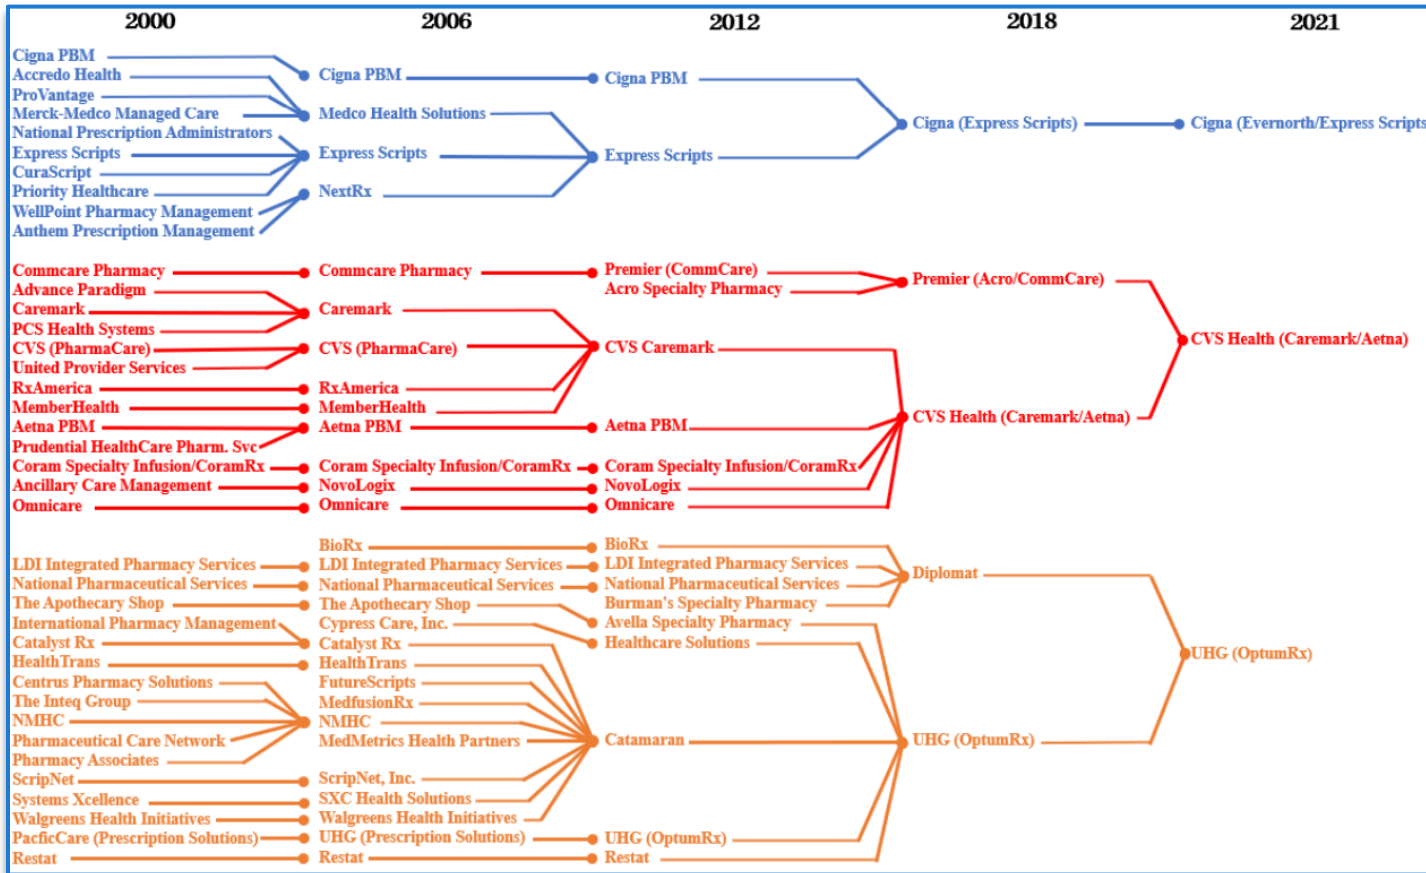 2000 2006 2012 2018 2021
Cigna PBM
Accredo Health
ProVantage
Merck-Medco Managed Care
National Prescription Administrators
Express Scripts
CuraScript
Priority Healthcare
WellPoint Pharmacy Management
Anthem Prescription Management
Cigna PBM
Medco Health Solutions
Express Scripts
NextRx
Cigna PBM
Express Scripts
Cigna (Express Scripts)
Cigna (Evernorth/Express Scripts
Commcare Pharmacy
Advance Paradigm
Caremark
PCS Health Systems
CVS (PharmaCare)
United Provider Services
RxAmerica
MemberHealth
Aetna PBM
Prudential HealthCare Pharm. Svc
Coram Specialty Infusion/CoramRx
Ancillary Care Management
Omnicare
Commcare Pharmacy
Caremark
CVS (PharmaCare)
RxAmerica
MemberHealth
Aetna PBM
Coram Specialty Infusion/CoramRx
NovoLogix
Omnicare
Premier (CommCare)
Acro Specialty Pharmacy
CVS Caremark
Aetna PBM
Coram Specialty Infusion/CoramRx
NovoLogix
Omnicare
Premier (Acro/CommCare)
CVS Health (Caremark/Aetna)
CVS Health (Caremark/Aetna)
LDI Integrated Pharmacy Services
National Pharmaceutical Services
The Apothecary Shop
International Pharmacy Management
Catalyst Rx
HealthTrans
Centrus Pharmacy Solutions
The Inteq Group
NMHC
Pharmaceutical Care Network
Pharmacy Associates
ScripNet
Systems Xcellence
Walgreens Health Initiatives
PacficCare (Prescription Solutions)
Restat
BioRx
LDI Integrated Pharmacy Services
National Pharmaceutical Services
The Apothecary Shop
Cypress Care, Inc.
Catalyst Rx
HealthTrans
FutureScripts
MedfusionRx
NMHC
MedMetrics Health Partners
ScripNet, Inc.
SXC Health Solutions
Walgreens Health Initiatives
UHG (Prescription Solutions)
Restat
BioRx
LDI Integrated Pharmacy Services
National Pharmaceutical Services
Burman's Specialty Pharmacy
Avella Specialty Pharmacy
Healthcare Solutions
Catamaran
UHG (OptumRx)
Restat
Diplomat
UHG (OptumRx)
UHG (OptumRx)